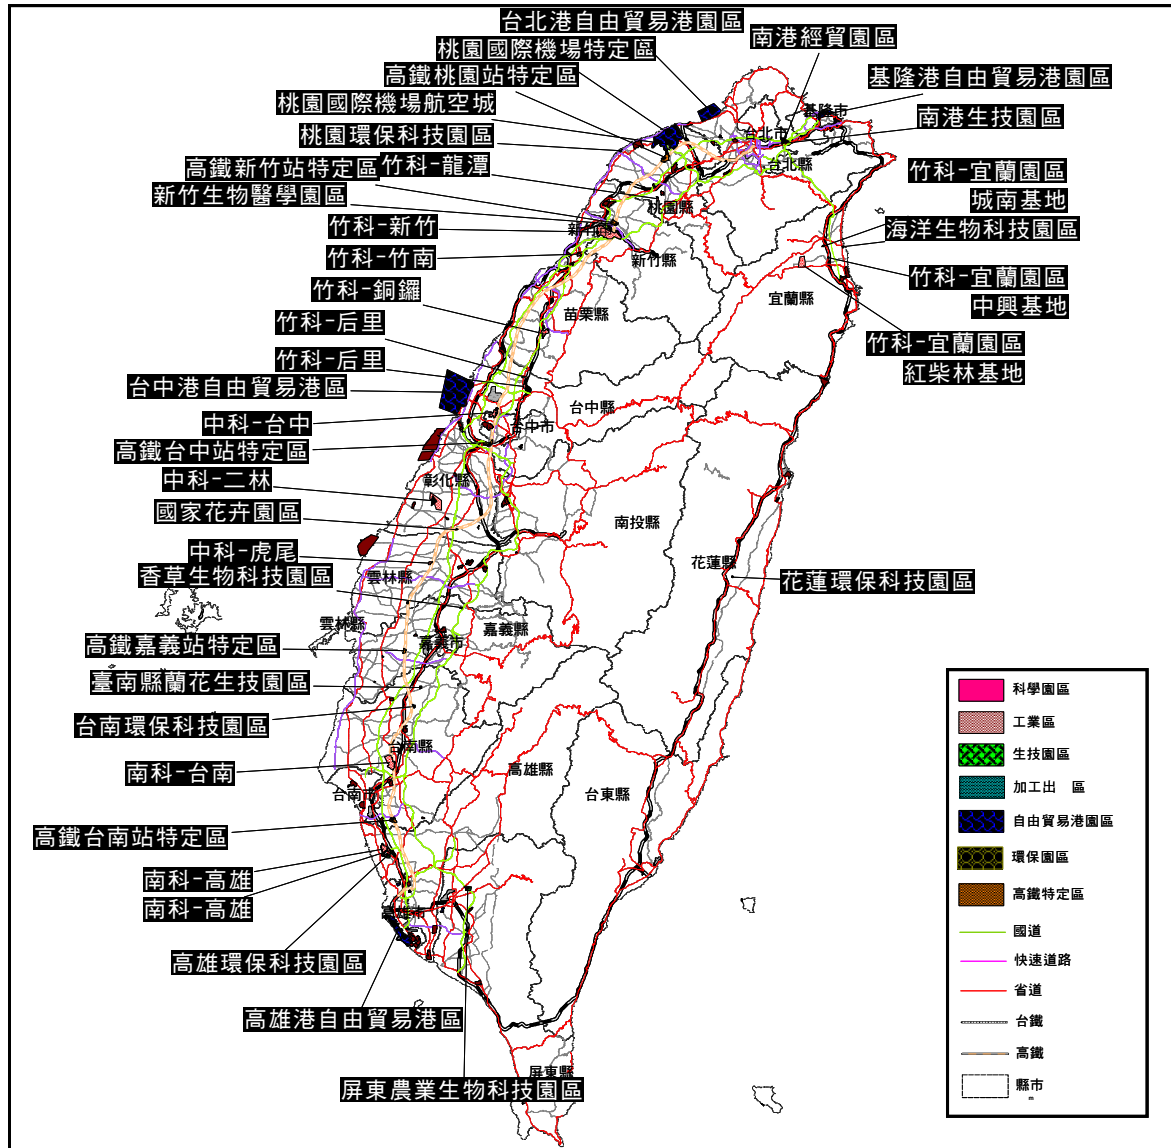 台北港自由貿易港園區
南港經貿園區
桃園國際機場特定區
高鐵桃園站特定區
基隆港自由貿易港園區
桃園國際機場航空城
基隆市
南港生技園區
桃園環保科技園區
台北市
台北縣
高鐵新竹站特定區
竹科-龍潭
竹科-宜蘭園區
城南基地
新竹生物醫學園區
桃園縣
竹科-新竹
新竹
海洋生物科技園區
竹科-竹南
新竹縣
竹科-宜蘭園區
中興基地
竹科-銅鑼
宜蘭縣
苗栗縣
竹科-后里
竹科-宜蘭園區
紅柴林基地
竹科-后里
台中港自由貿易港區
台中縣
中科-台中
台中市
高鐵台中站特定區
中科-二林
彰化縣
國家花卉園區
南投縣
中科-虎尾
花蓮縣
香草生物科技園區
雲林縣
花蓮環保科技園區
雲林縣
嘉義縣
高鐵嘉義站特定區
嘉義市
臺南縣蘭花生技園區
台南環保科技園區
台南縣
南科-台南
高雄縣
台東縣
台南市
高鐵台南站特定區
南科-高雄
南科-高雄
高雄市
高雄環保科技園區
高雄港自由貿易港區
屏東縣
屏東農業生物科技園區
科學園區
工業區
生技園區
加工出 區
自由貿易港園區
環保園區
高鐵特定區
國道
快速道路
省道
台鐵
高鐵
縣市